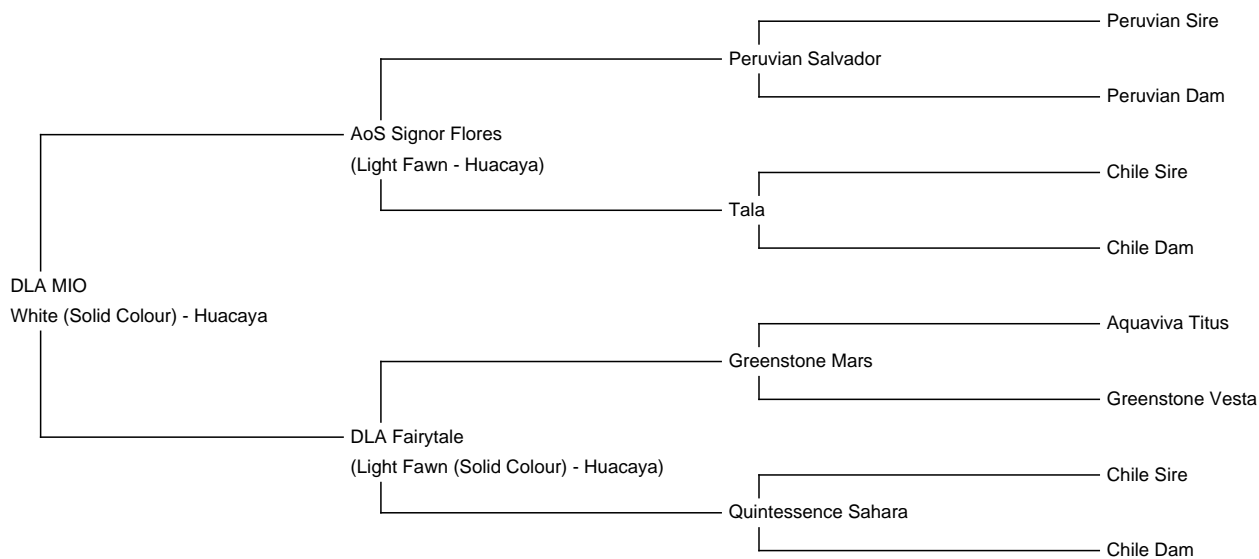 Peruvian Sire
Peruvian Salvador
Peruvian Dam
AoS Signor Flores
(Light Fawn - Huacaya)
Chile Sire
Tala
Chile Dam
DLA MIO
White (Solid Colour) - Huacaya
Aquaviva Titus
Greenstone Mars
Greenstone Vesta
DLA Fairytale
(Light Fawn (Solid Colour) - Huacaya)
Chile Sire
Quintessence Sahara
Chile Dam